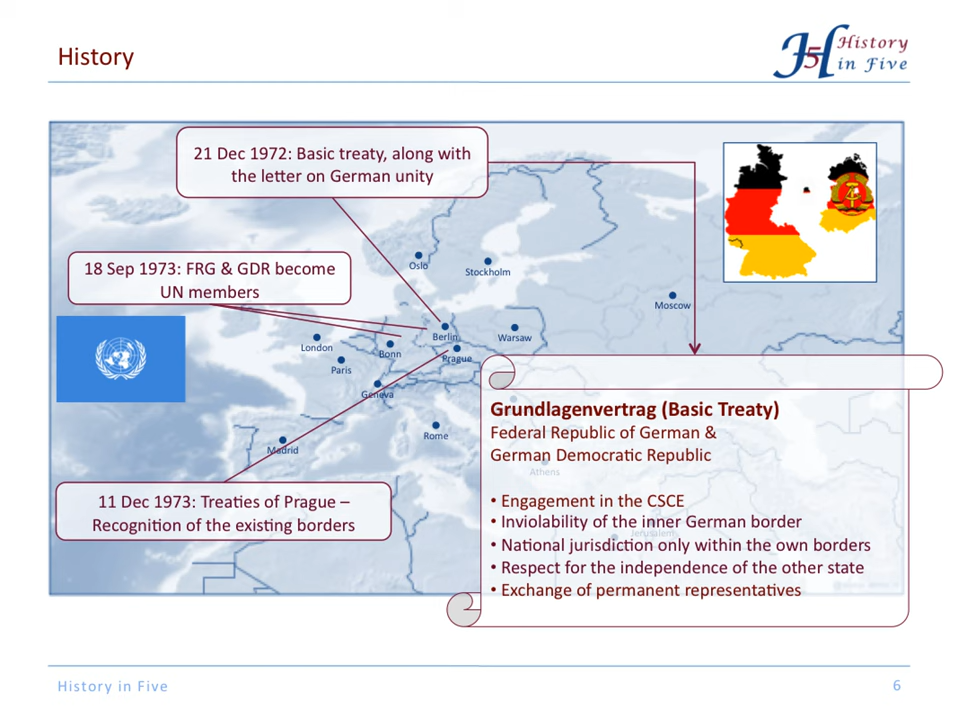 History
History
in Five
21 Dec 1972: Basic treaty, along with
the letter on German unity
18 Sep 1973: FRG & GDR become
UN members
Oslo
Stockholm
Moscow
Berlin
Warsaw
London
Bonn
Prague
Paris
Geneva
Rome
Madrid
Athens
Jerusalem
11 Dec 1973: Treaties of Prague –
Recognition of the existing borders
Grundlagenvertrag (Basic Treaty)
Federal Republic of German &
German Democratic Republic
• Engagement in the CSCE
• Inviolability of the inner German border
• National jurisdiction only within the own borders
• Respect for the independence of the other state
• Exchange of permanent representatives
History in Five
6